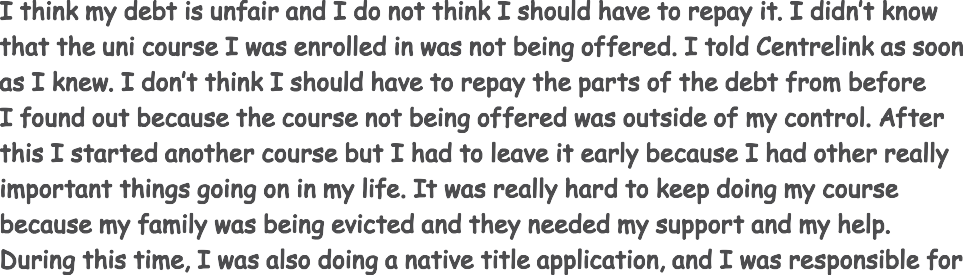 I think my debt is unfair and I do not think I should have to repay it. I didn't know
that the uni course I was enrolled in was not being offered. I told Centrelink as soon
as I knew. I don't think I should have to repay the parts of the debt from before
I found out because the course not being offered was outside of my control. After
this I started another course but I had to leave it early because I had other really
important things going on in my life. It was really hard to keep doing my course
because my family was being evicted and they needed my support and my help.
During this time, I was also doing a native title application, and I was responsible for